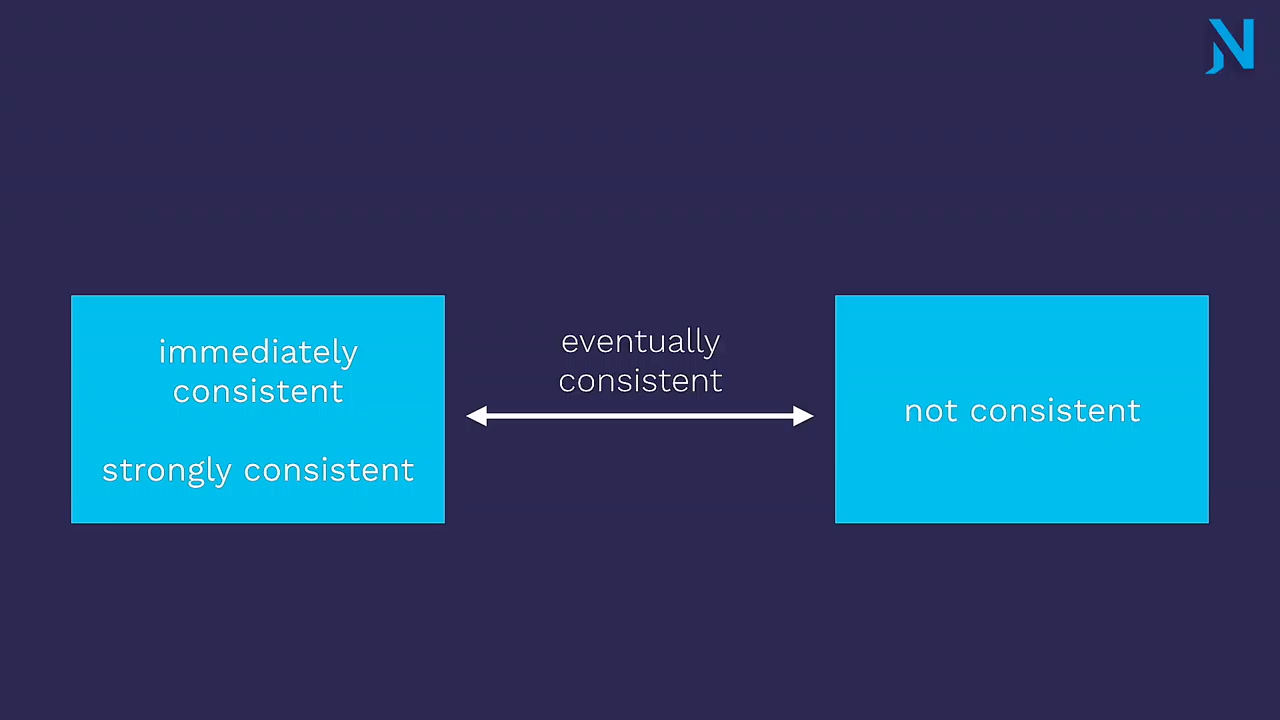 immediately
consistent
strongly consistent
eventually
consistent
not consistent